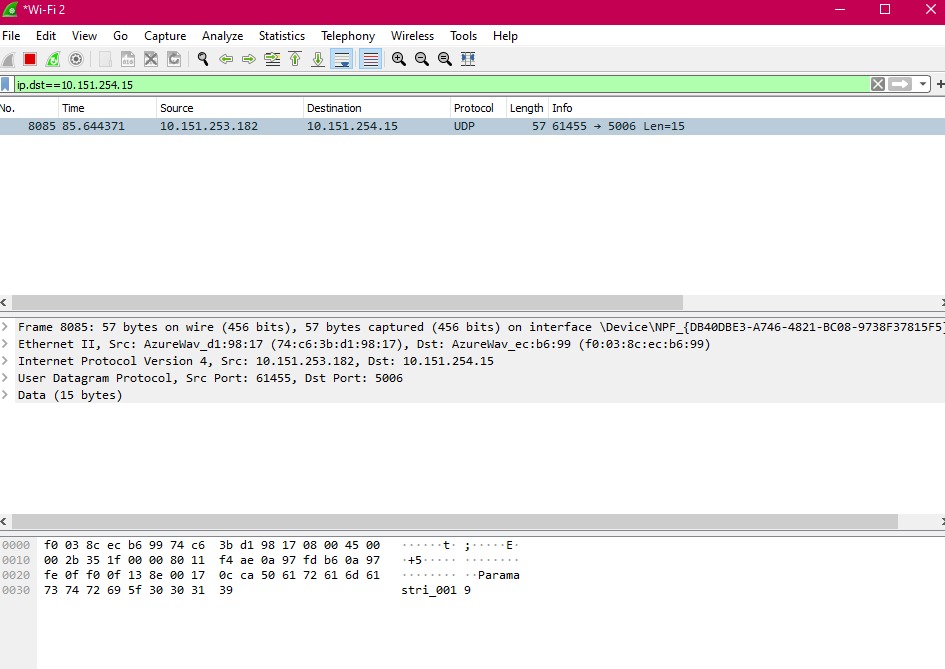 *Wi-Fi 2
File Edit View Go Capture Analyze Statistics Telephony Wireless Tools Help
ip.dst==10.151.254.15
No. Time Source Destination Protocol Length Info
8085 85.644371 10.151.253.182 10.151.254.15 UDP 57 61455 → 5006 Len=15
Frame 8085: 57 bytes on wire (456 bits), 57 bytes captured (456 bits) on interface \Device\NPF_{DB40DBE3-A746-4821-BC08-9738F37815F5}
Ethernet II, Src: AzureWav_d1:98:17 (74:c6:3b:d1:98:17), Dst: AzureWav_ec:b6:99 (f0:03:8c:ec:b6:99)
Internet Protocol Version 4, Src: 10.151.253.182, Dst: 10.151.254.15
User Datagram Protocol, Src Port: 61455, Dst Port: 5006
Data (15 bytes)
0000 f0 03 8c ec b6 99 74 c6 3b d1 98 17 08 00 45 00 ······t· ;·····E·
0010 00 2b 35 1f 00 00 80 11 f4 ae 0a 97 fd b6 0a 97 ·+5····· ········
0020 fe 0f f0 0f 13 8e 00 17 0c ca 50 61 72 61 6d 61 ········ ··Parama
0030 73 74 72 69 5f 30 30 31 39 stri_001 9